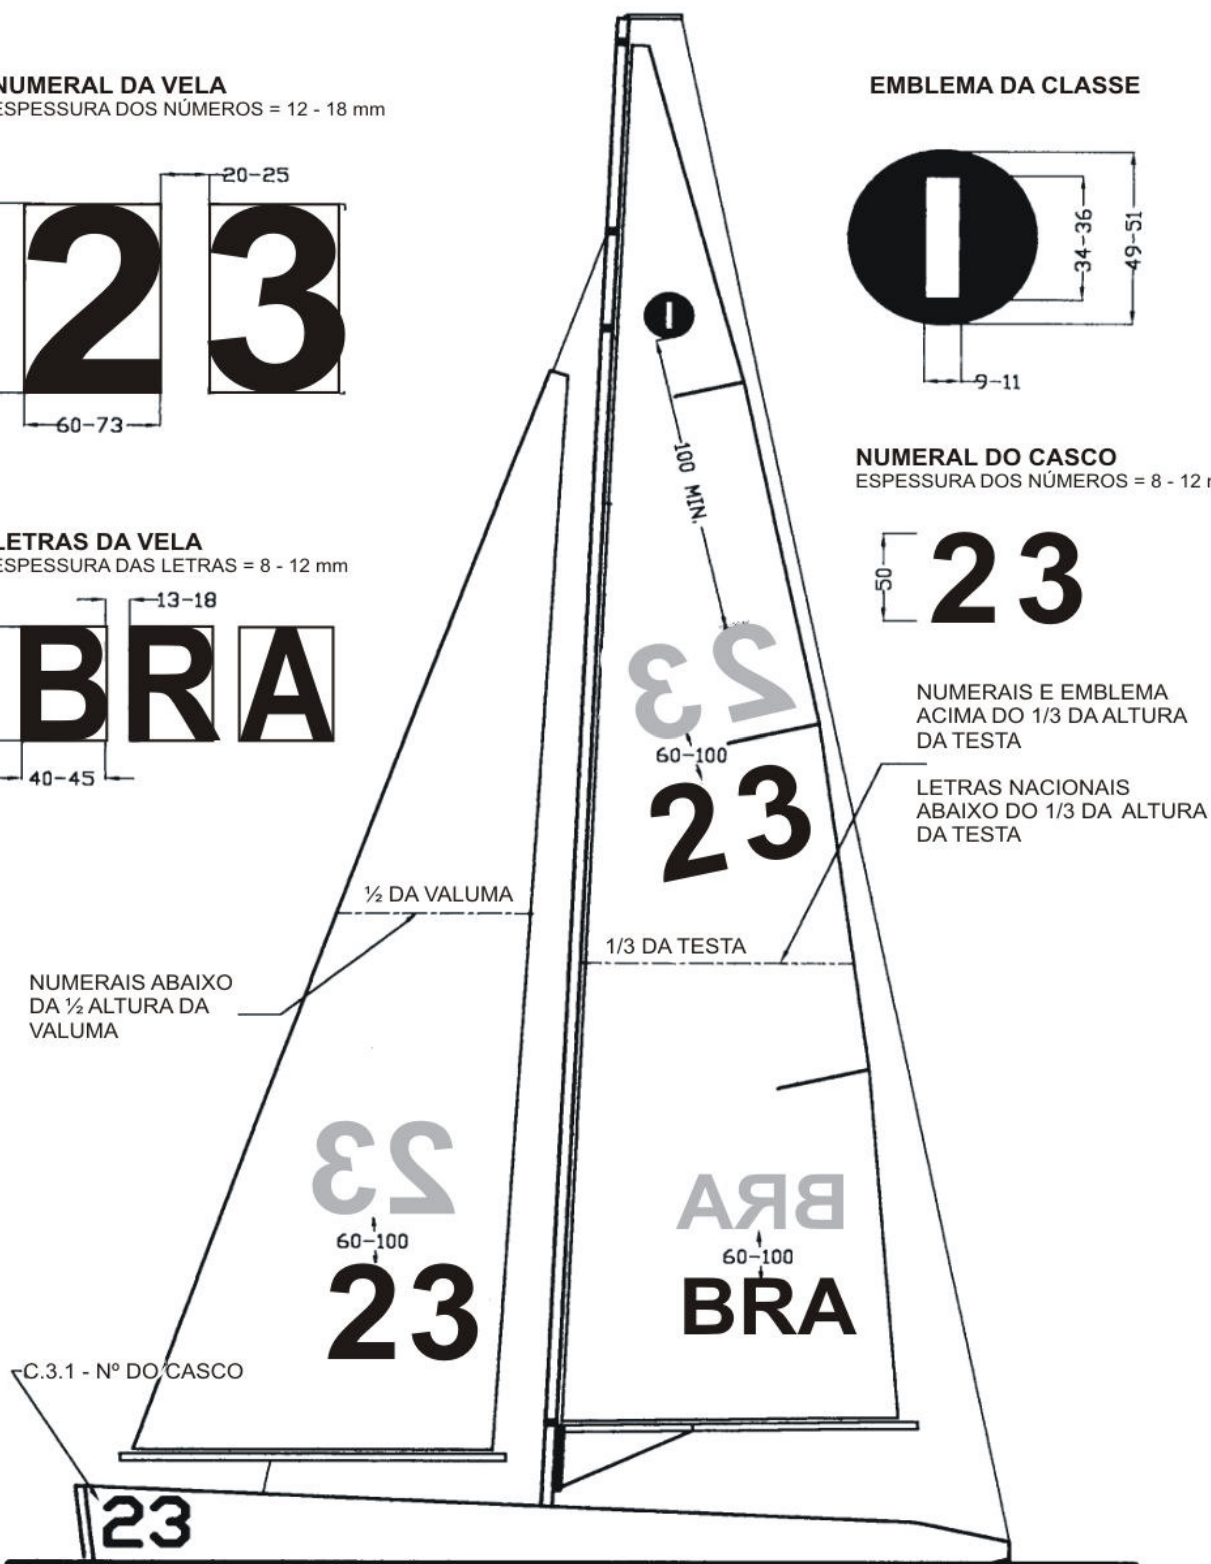 NUMERAL DA VELA
ESPESSURA DOS NÚMEROS = 12 - 18 mm
20-25
23
60-73
LETRAS DA VELA
ESPESSURA DAS LETRAS = 8 - 12 mm
13-18
BRA
40-45
EMBLEMA DA CLASSE
34-36
49-51
9-11
NUMERAL DO CASCO
ESPESSURA DOS NÚMEROS = 8 - 12
50
23
NUMERAIS E EMBLEMA
ACIMA DO 1/3 DA ALTURA
DA TESTA
LETRAS NACIONAIS
ABAIXO DO 1/3 DA ALTURA
DA TESTA
100 MIN.
23
60-100
23
½ DA VALUMA
1/3 DA TESTA
NUMERAIS ABAIXO
DA ½ ALTURA DA
VALUMA
23
60-100
23
BRA
60-100
BRA
C.3.1 - Nº DO CASCO
23